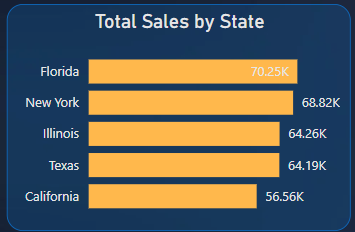 Total Sales by State
Florida 70.25K
New York 68.82K
Illinois 64.26K
Texas 64.19K
California 56.56K